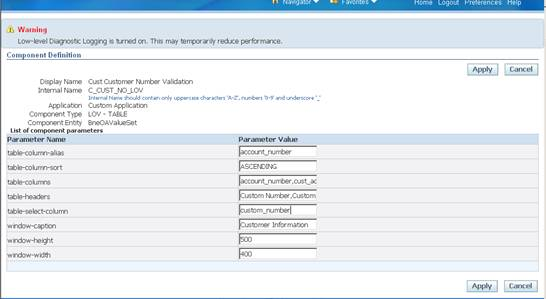 Navigator Favorites Home Logout Preferences Help
Warning
Low-level Diagnostic Logging is turned on. This may temporarily reduce performance.
Component Definition
Apply Cancel
Display Name Cust Customer Number Validation
Internal Name C_CUST_NO_LOV
Internal Name should contain only uppercase characters "A-Z", numbers "0-9" and underscore "_"
Application Custom Application
Component Type LOV - TABLE
Component Entity BneOAValueSet
List of component parameters
Parameter Name Parameter Value
table-column-alias account_number
table-column-sort ASCENDING
table-columns account_number,cust_ac
table-headers Custom Number,Custom
table-select-column custom_number
window-caption Customer Information
window-height 500
window-width 400
Apply Cancel